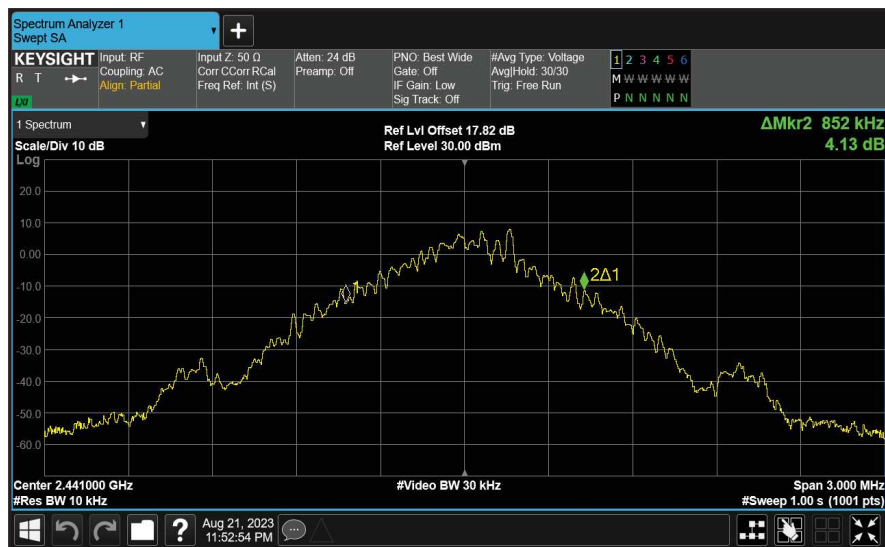 Spectrum Analyzer 1
Swept SA
+
KEYSIGHT
R T
LXI
Input: RF
Coupling: AC
Align: Partial
Input Z: 50 Ω
Corr CCorr RCal
Freq Ref: Int (S)
Atten: 24 dB
Preamp: Off
PNO: Best Wide
Gate: Off
IF Gain: Low
Sig Track: Off
#Avg Type: Voltage
Avg|Hold: 30/30
Trig: Free Run
1 2 3 4 5 6
M W W W W W
P N N N N N
1 Spectrum
Scale/Div 10 dB
Log
Ref Lvl Offset 17.82 dB
Ref Level 30.00 dBm
ΔMkr2 852 kHz
4.13 dB
20.0
10.0
0.00
-10.0
-20.0
-30.0
-40.0
-50.0
-60.0
1
2Δ1
Center 2.441000 GHz
#Res BW 10 kHz
#Video BW 30 kHz
Span 3.000 MHz
#Sweep 1.00 s (1001 pts)
?
Aug 21, 2023
11:52:54 PM